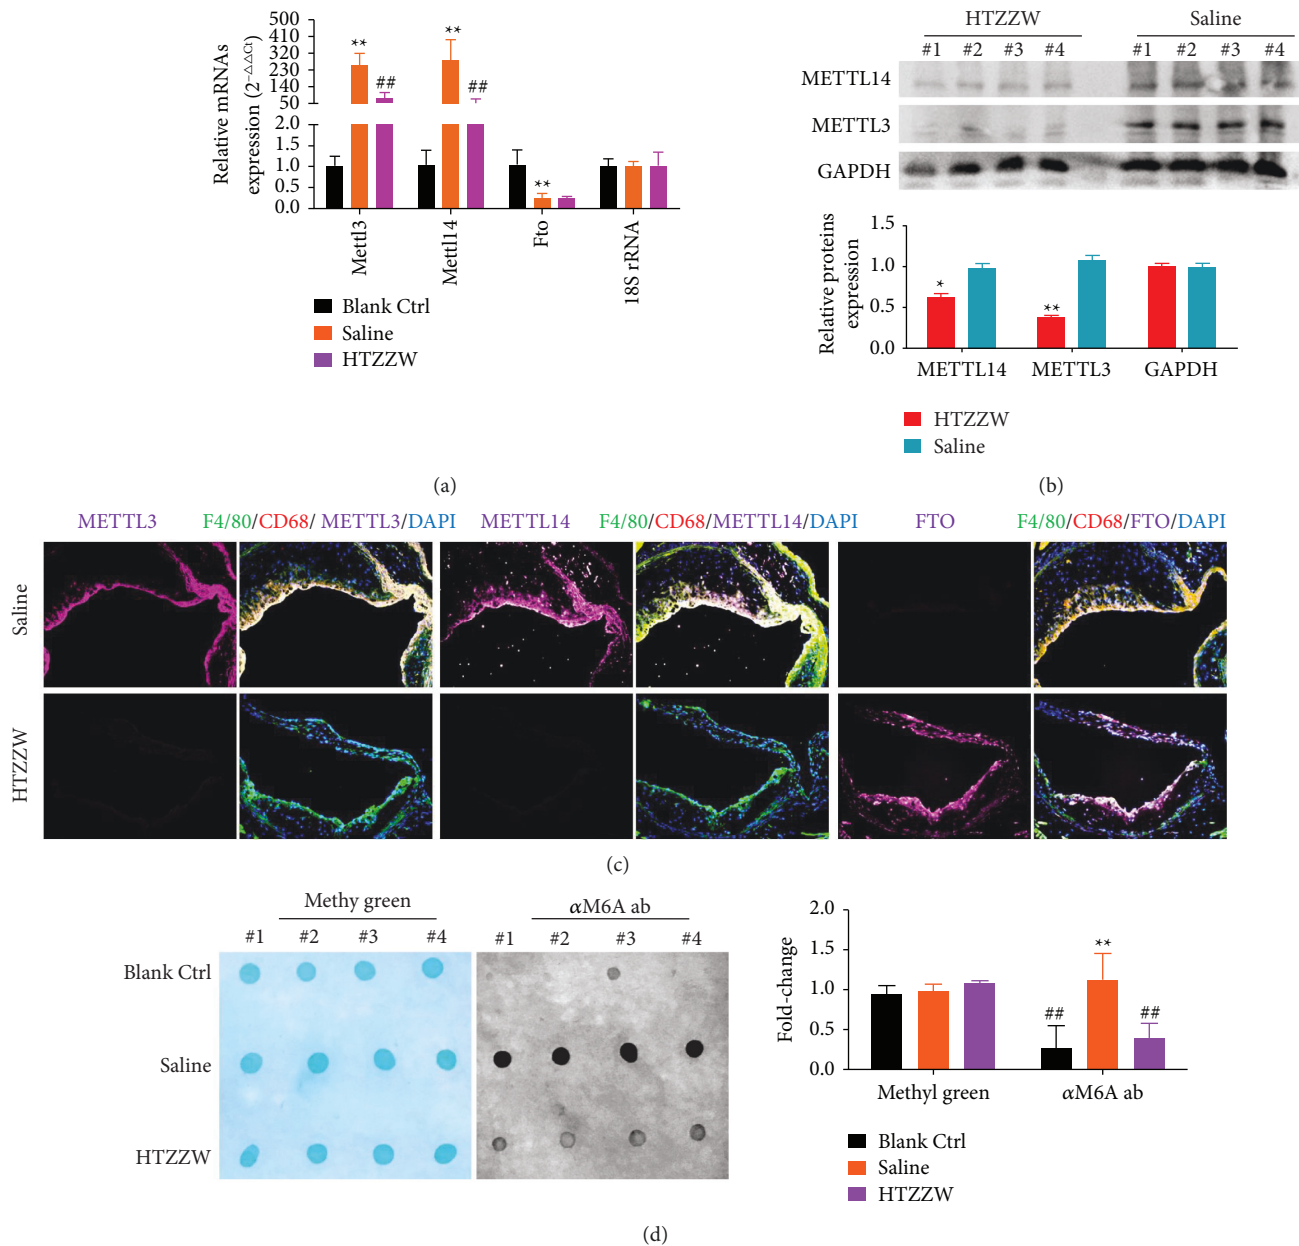 Relative mRNAs
expression (2−△△Ct)
500
410
320
230
140
50
2.0
1.5
1.0
0.5
0.0
**
##
**
##
**
Mettl3
Mettl14
Fto
18S rRNA
Blank Ctrl
Saline
HTZZW
(a)
HTZZW Saline
#1 #2 #3 #4 #1 #2 #3 #4
METTL14
METTL3
GAPDH
Relative proteins
expression
1.5
1.0
0.5
0.0
*
**
METTL14 METTL3 GAPDH
HTZZW
Saline
(b)
METTL3 F4/80/CD68/ METTL3/DAPI METTL14 F4/80/CD68/METTL14/DAPI FTO F4/80/CD68/FTO/DAPI
Saline
HTZZW
(c)
Methy green αM6A ab
#1 #2 #3 #4 #1 #2 #3 #4
Blank Ctrl
Saline
HTZZW
Fold-change
2.0
1.5
1.0
0.5
0.0
##
**
##
Methyl green αM6A ab
Blank Ctrl
Saline
HTZZW
(d)